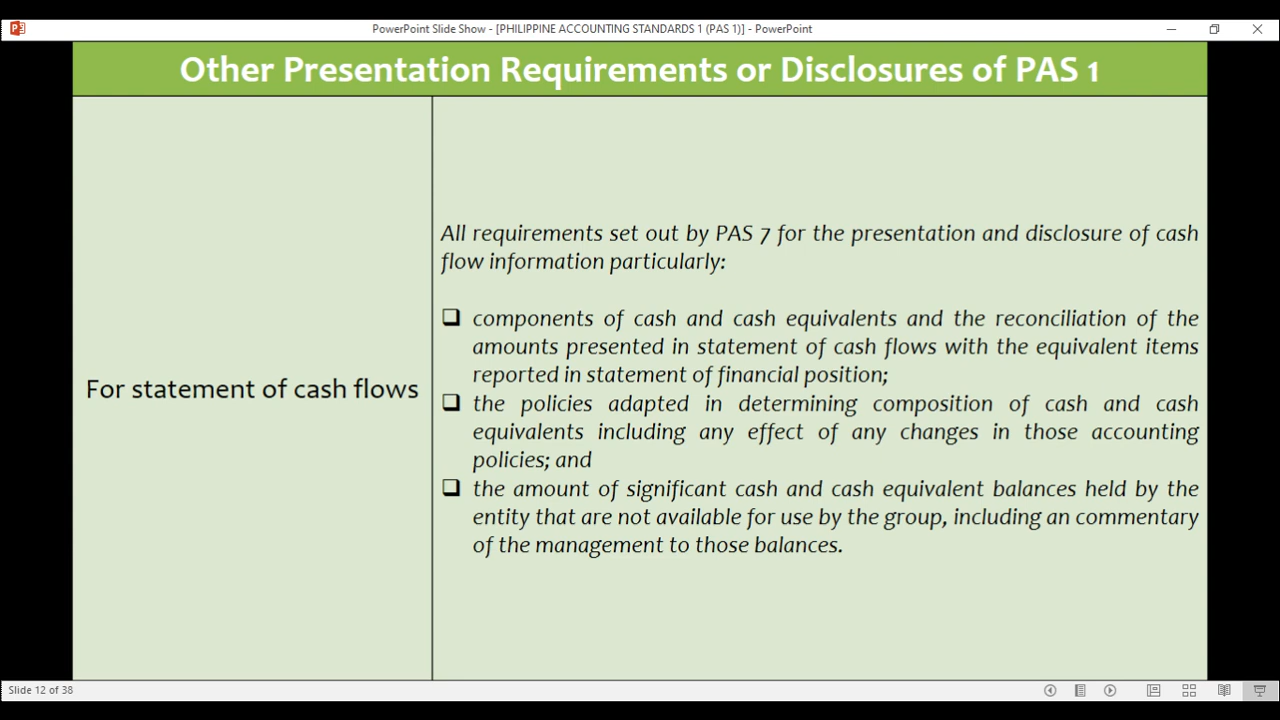 PowerPoint Slide Show - [PHILIPPINE ACCOUNTING STANDARDS 1 (PAS 1)] - PowerPoint
Other Presentation Requirements or Disclosures of PAS 1
For statement of cash flows
All requirements set out by PAS 7 for the presentation and disclosure of cash
flow information particularly:
❑ components of cash and cash equivalents and the reconciliation of the
amounts presented in statement of cash flows with the equivalent items
reported in statement of financial position;
❑ the policies adapted in determining composition of cash and cash
equivalents including any effect of any changes in those accounting
policies; and
❑ the amount of significant cash and cash equivalent balances held by the
entity that are not available for use by the group, including an commentary
of the management to those balances.
Slide 12 of 38